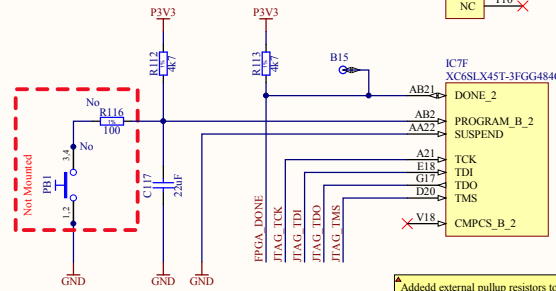 NC
P3V3
P3V3
B15
IC7F
XC6SLX45T-3FGG484
R112
1%
4k7
R113
1%
4k7
AB21
DONE_2
No
R116
1%
100
AB2
PROGRAM_B_2
AA22
SUSPEND
No
3,4
Not Mounted
PB1
1,2
C117
22uF
A21
TCK
E18
TDI
G17
TDO
D20
TMS
V18
CMPCS_B_2
FPGA_DONE
JTAG_TCK
JTAG_TDI
JTAG_TDO
JTAG_TMS
GND
GND
GND
Addedd external pullup resistors to